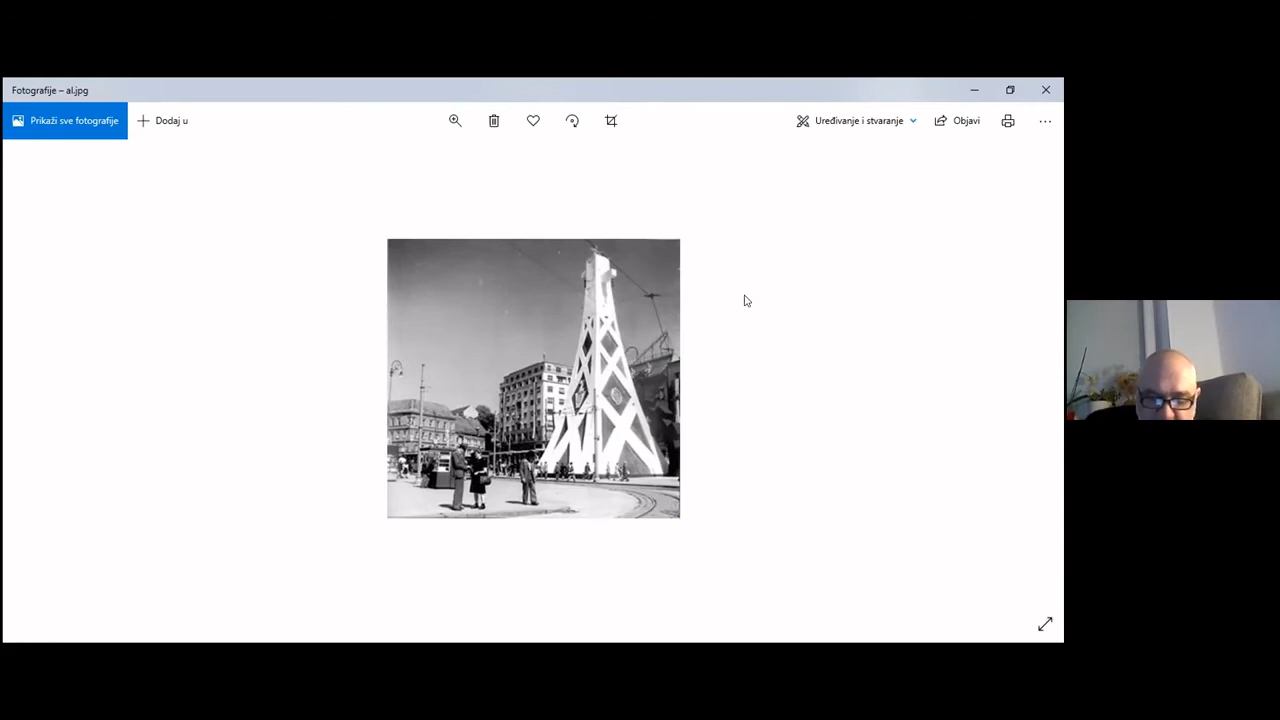 Fotografije – al.jpg
Prikaži sve fotografije
Dodaj u
Uređivanje i stvaranje
Objavi